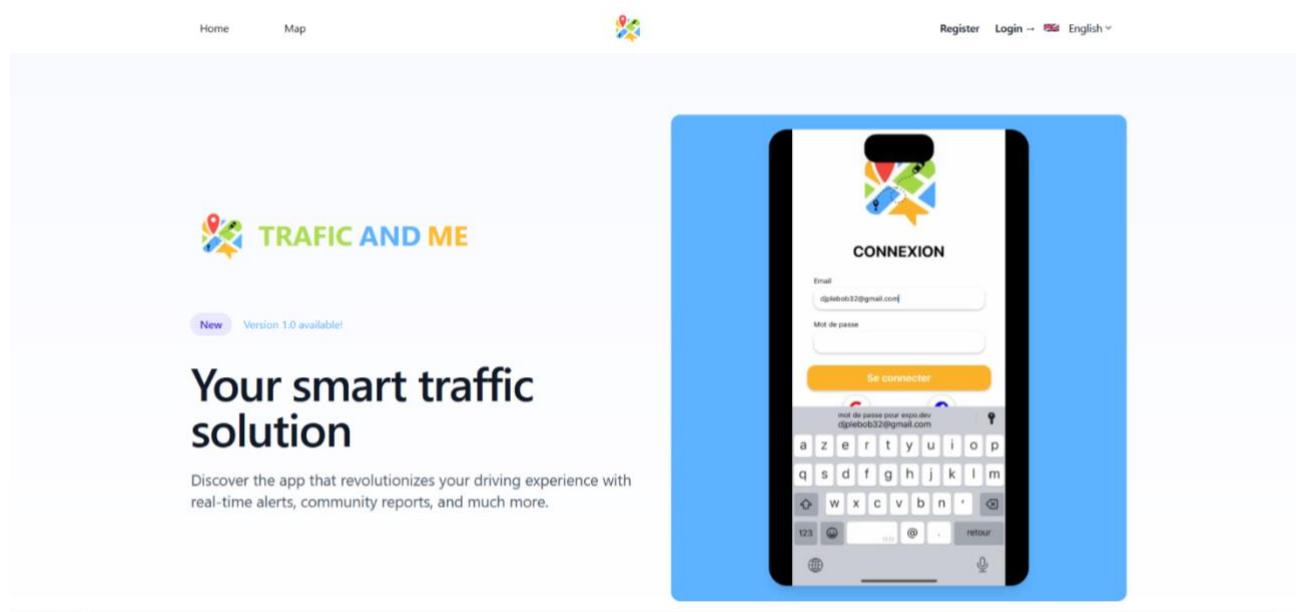 Home
Map
Register
Login →
English
TRAFIC AND ME
New
Version 1.0 available!
Your smart traffic
solution
Discover the app that revolutionizes your driving experience with
real-time alerts, community reports, and much more.
CONNEXION
Email
djplebob32@gmail.com
Mot de passe
Se connecter
mot de passe pour expo.dev
djplebob32@gmail.com
a z e r t y u i o p
q s d f g h j k l m
w x c v b n '
123
@ .
retour